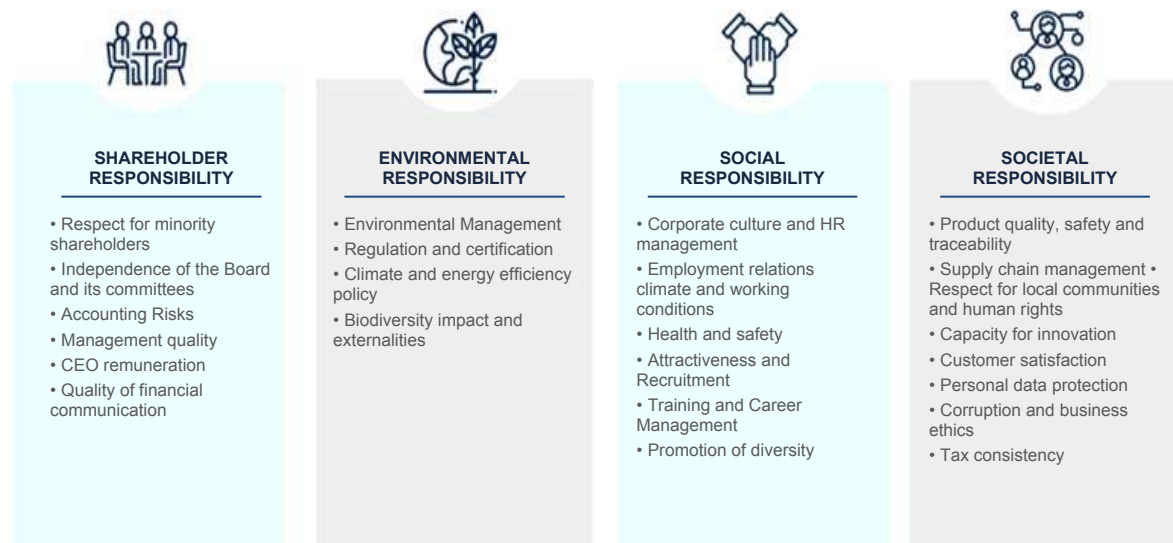 SHAREHOLDER
RESPONSIBILITY
• Respect for minority
shareholders
• Independence of the Board
and its committees
• Accounting Risks
• Management quality
• CEO remuneration
• Quality of financial
communication
ENVIRONMENTAL
RESPONSIBILITY
• Environmental Management
• Regulation and certification
• Climate and energy efficiency
policy
• Biodiversity impact and
externalities
SOCIAL
RESPONSIBILITY
• Corporate culture and HR
management
• Employment relations
climate and working
conditions
• Health and safety
• Attractiveness and
Recruitment
• Training and Career
Management
• Promotion of diversity
SOCIETAL
RESPONSIBILITY
• Product quality, safety and
traceability
• Supply chain management •
Respect for local communities
and human rights
• Capacity for innovation
• Customer satisfaction
• Personal data protection
• Corruption and business
ethics
• Tax consistency